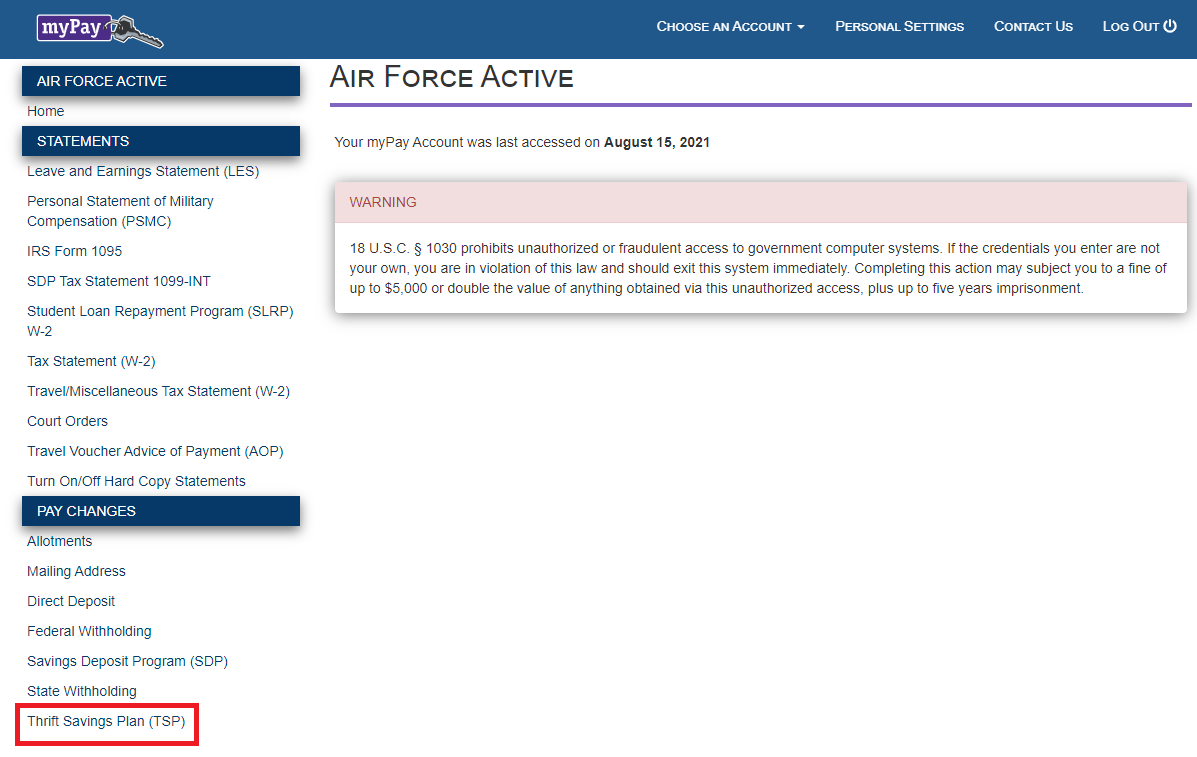 myPay
Choose an Account
Personal Settings
Contact Us
Log Out
AIR FORCE ACTIVE
Home
STATEMENTS
Leave and Earnings Statement (LES)
Personal Statement of Military
Compensation (PSMC)
IRS Form 1095
SDP Tax Statement 1099-INT
Student Loan Repayment Program (SLRP)
W-2
Tax Statement (W-2)
Travel/Miscellaneous Tax Statement (W-2)
Court Orders
Travel Voucher Advice of Payment (AOP)
Turn On/Off Hard Copy Statements
PAY CHANGES
Allotments
Mailing Address
Direct Deposit
Federal Withholding
Savings Deposit Program (SDP)
State Withholding
Thrift Savings Plan (TSP)
Air Force Active
Your myPay Account was last accessed on August 15, 2021
WARNING
18 U.S.C. § 1030 prohibits unauthorized or fraudulent access to government computer systems. If the credentials you enter are not
your own, you are in violation of this law and should exit this system immediately. Completing this action may subject you to a fine of
up to $5,000 or double the value of anything obtained via this unauthorized access, plus up to five years imprisonment.